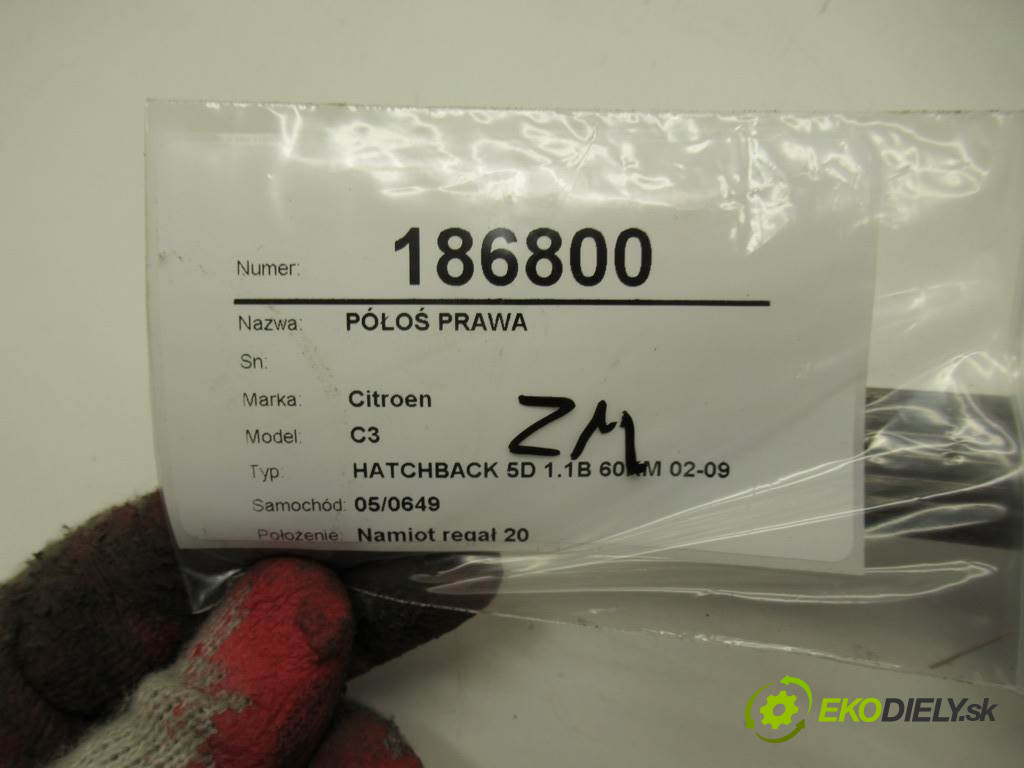 Numer: 186800
Nazwa: PÓŁOŚ PRAWA
Sn:
Marka: Citroen
ZM
Model: C3
Typ: HATCHBACK 5D 1.1B 60KM 02-09
Samochód: 05/0649
Położenie: Namiot regał 20
EKODIELY.sk